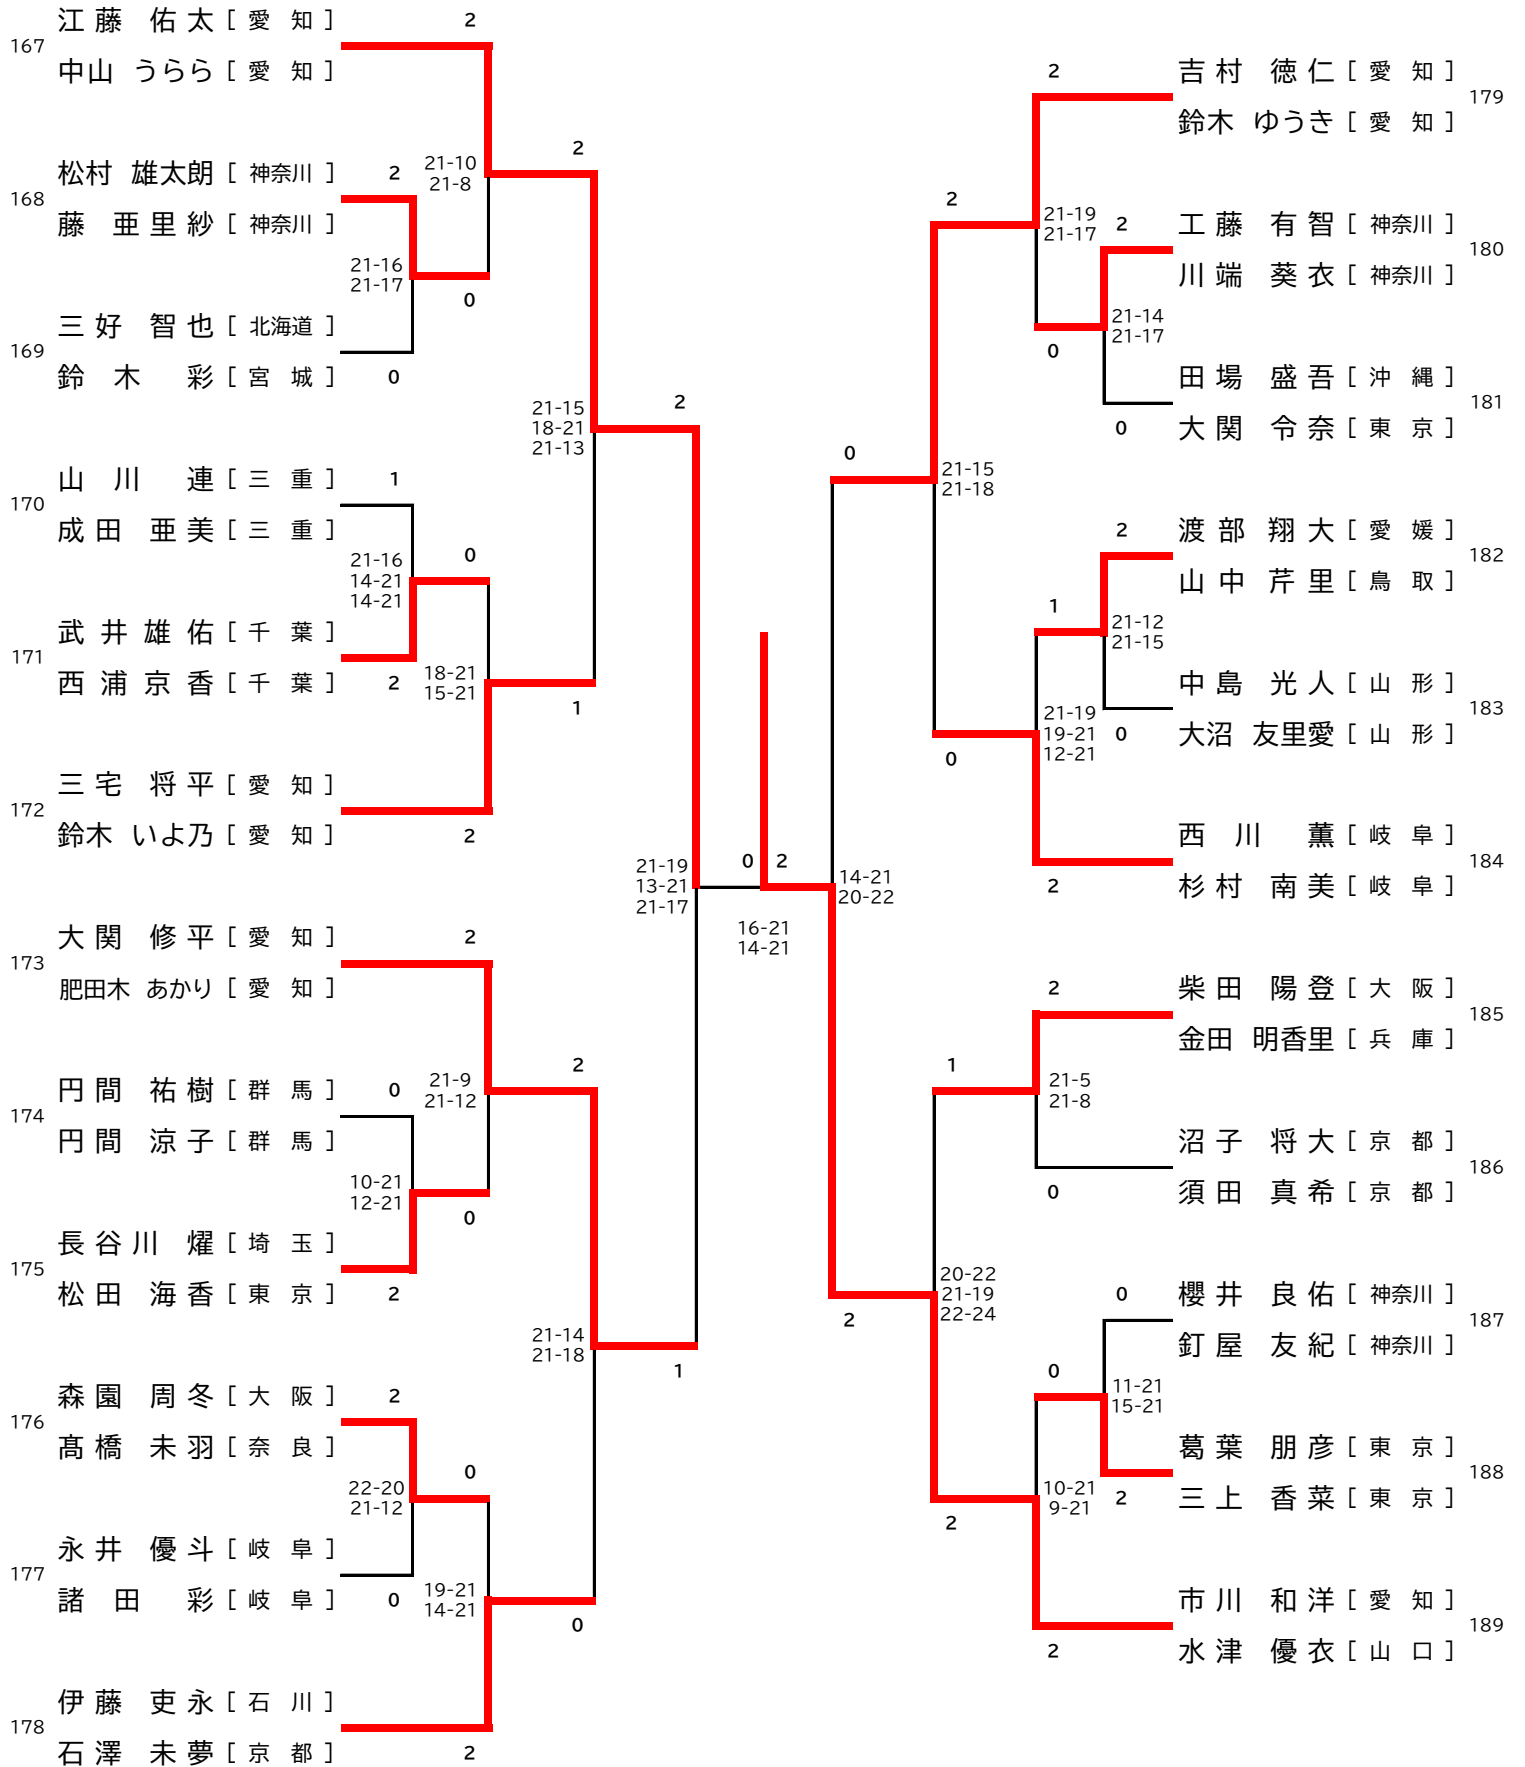 江藤 佑太 [ 愛 知 ] 2
167
中山 うらら [ 愛 知 ]
2
松村 雄太朗 [ 神奈川 ] 2
21-10
21-8
168
藤 亜里紗 [ 神奈川 ]
21-16
21-17
0
三好 智也 [ 北海道 ]
169
鈴木 彩 [ 宮 城 ] 0
21-15
18-21
21-13
2
山川 連 [ 三 重 ] 1
170
成田 亜美 [ 三 重 ]
21-16
14-21
14-21
0
武井 雄佑 [ 千 葉 ]
171
西浦 京香 [ 千 葉 ] 2
18-21
15-21
1
三宅 将平 [ 愛 知 ]
172
鈴木 いよ乃 [ 愛 知 ] 2
21-19
13-21
21-17
0 2
16-21
14-21
大関 修平 [ 愛 知 ] 2
173
肥田木 あかり [ 愛 知 ]
2
円間 祐樹 [ 群 馬 ] 0
21-9
21-12
174
円間 涼子 [ 群 馬 ]
10-21
12-21
0
長谷川 燿 [ 埼 玉 ]
175
松田 海香 [ 東 京 ] 2
21-14
21-18
1
森園 周冬 [ 大 阪 ] 2
176
髙橋 未羽 [ 奈 良 ]
0
22-20
21-12
永井 優斗 [ 岐 阜 ]
177
諸田 彩 [ 岐 阜 ] 0
19-21
14-21
0
伊藤 吏永 [ 石 川 ]
178
石澤 未夢 [ 京 都 ] 2
2 吉村 徳仁 [ 愛 知 ]
179
鈴木 ゆうき [ 愛 知 ]
2
21-19
21-17
2 工藤 有智 [ 神奈川 ]
180
川端 葵衣 [ 神奈川 ]
21-14
21-17
0
田場 盛吾 [ 沖 縄 ]
181
0 大関 令奈 [ 東 京 ]
0
21-15
21-18
2 渡部 翔大 [ 愛 媛 ]
182
山中 芹里 [ 鳥 取 ]
1
21-12
21-15
中島 光人 [ 山 形 ]
183
0 大沼 友里愛 [ 山 形 ]
21-19
19-21
12-21
0
西川 薫 [ 岐 阜 ]
184
2 杉村 南美 [ 岐 阜 ]
14-21
20-22
2 柴田 陽登 [ 大 阪 ]
185
金田 明香里 [ 兵 庫 ]
1
21-5
21-8
沼子 将大 [ 京 都 ]
186
0 須田 真希 [ 京 都 ]
20-22
21-19
22-24
2
0 櫻井 良佑 [ 神奈川 ]
187
釘屋 友紀 [ 神奈川 ]
0
11-21
15-21
葛葉 朋彦 [ 東 京 ]
188
2 三上 香菜 [ 東 京 ]
10-21
9-21
2
市川 和洋 [ 愛 知 ]
189
2 水津 優衣 [ 山 口 ]